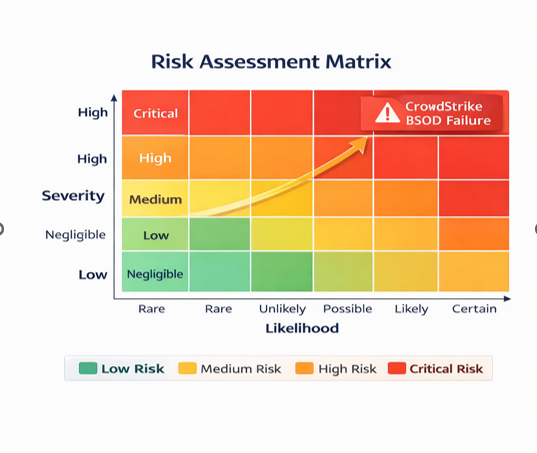 Risk Assessment Matrix
CrowdStrike
BSOD Failure
High
Critical
High
High
Severity
Medium
Negligible
Low
Low
Negligible
Rare
Rare
Unlikely
Possible
Likely
Certain
Likelihood
Low Risk
Medium Risk
High Risk
Critical Risk